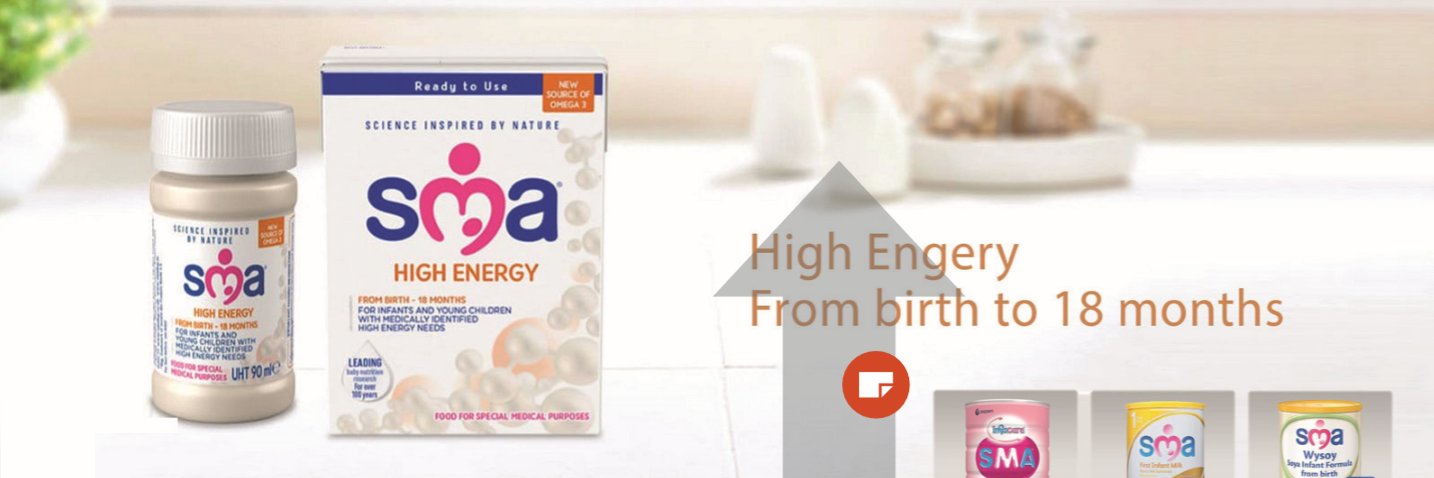 SCIENCE INSPIRED
BY NATURE
NEW
SOURCE OF
OMEGA 3
sma
HIGH ENERGY
FROM BIRTH - 18 MONTHS
FOR INFANTS AND
YOUNG CHILDREN WITH
MEDICALLY IDENTIFIED
HIGH ENERGY NEEDS
FOOD FOR SPECIAL
MEDICAL PURPOSES
UHT 90 ml e
Ready to Use
NEW
SOURCE OF
OMEGA 3
SCIENCE INSPIRED BY NATURE
sma
HIGH ENERGY
FROM BIRTH - 18 MONTHS
FOR INFANTS AND YOUNG CHILDREN
WITH MEDICALLY IDENTIFIED
HIGH ENERGY NEEDS
LEADING
baby nutrition
research
for over
100 years
FOOD FOR SPECIAL MEDICAL PURPOSES
High Engery
From birth to 18 months
Infacare
SMA
1
sma
First Infant Milk
sma
Wysoy
Soya Infant Formula
from birth